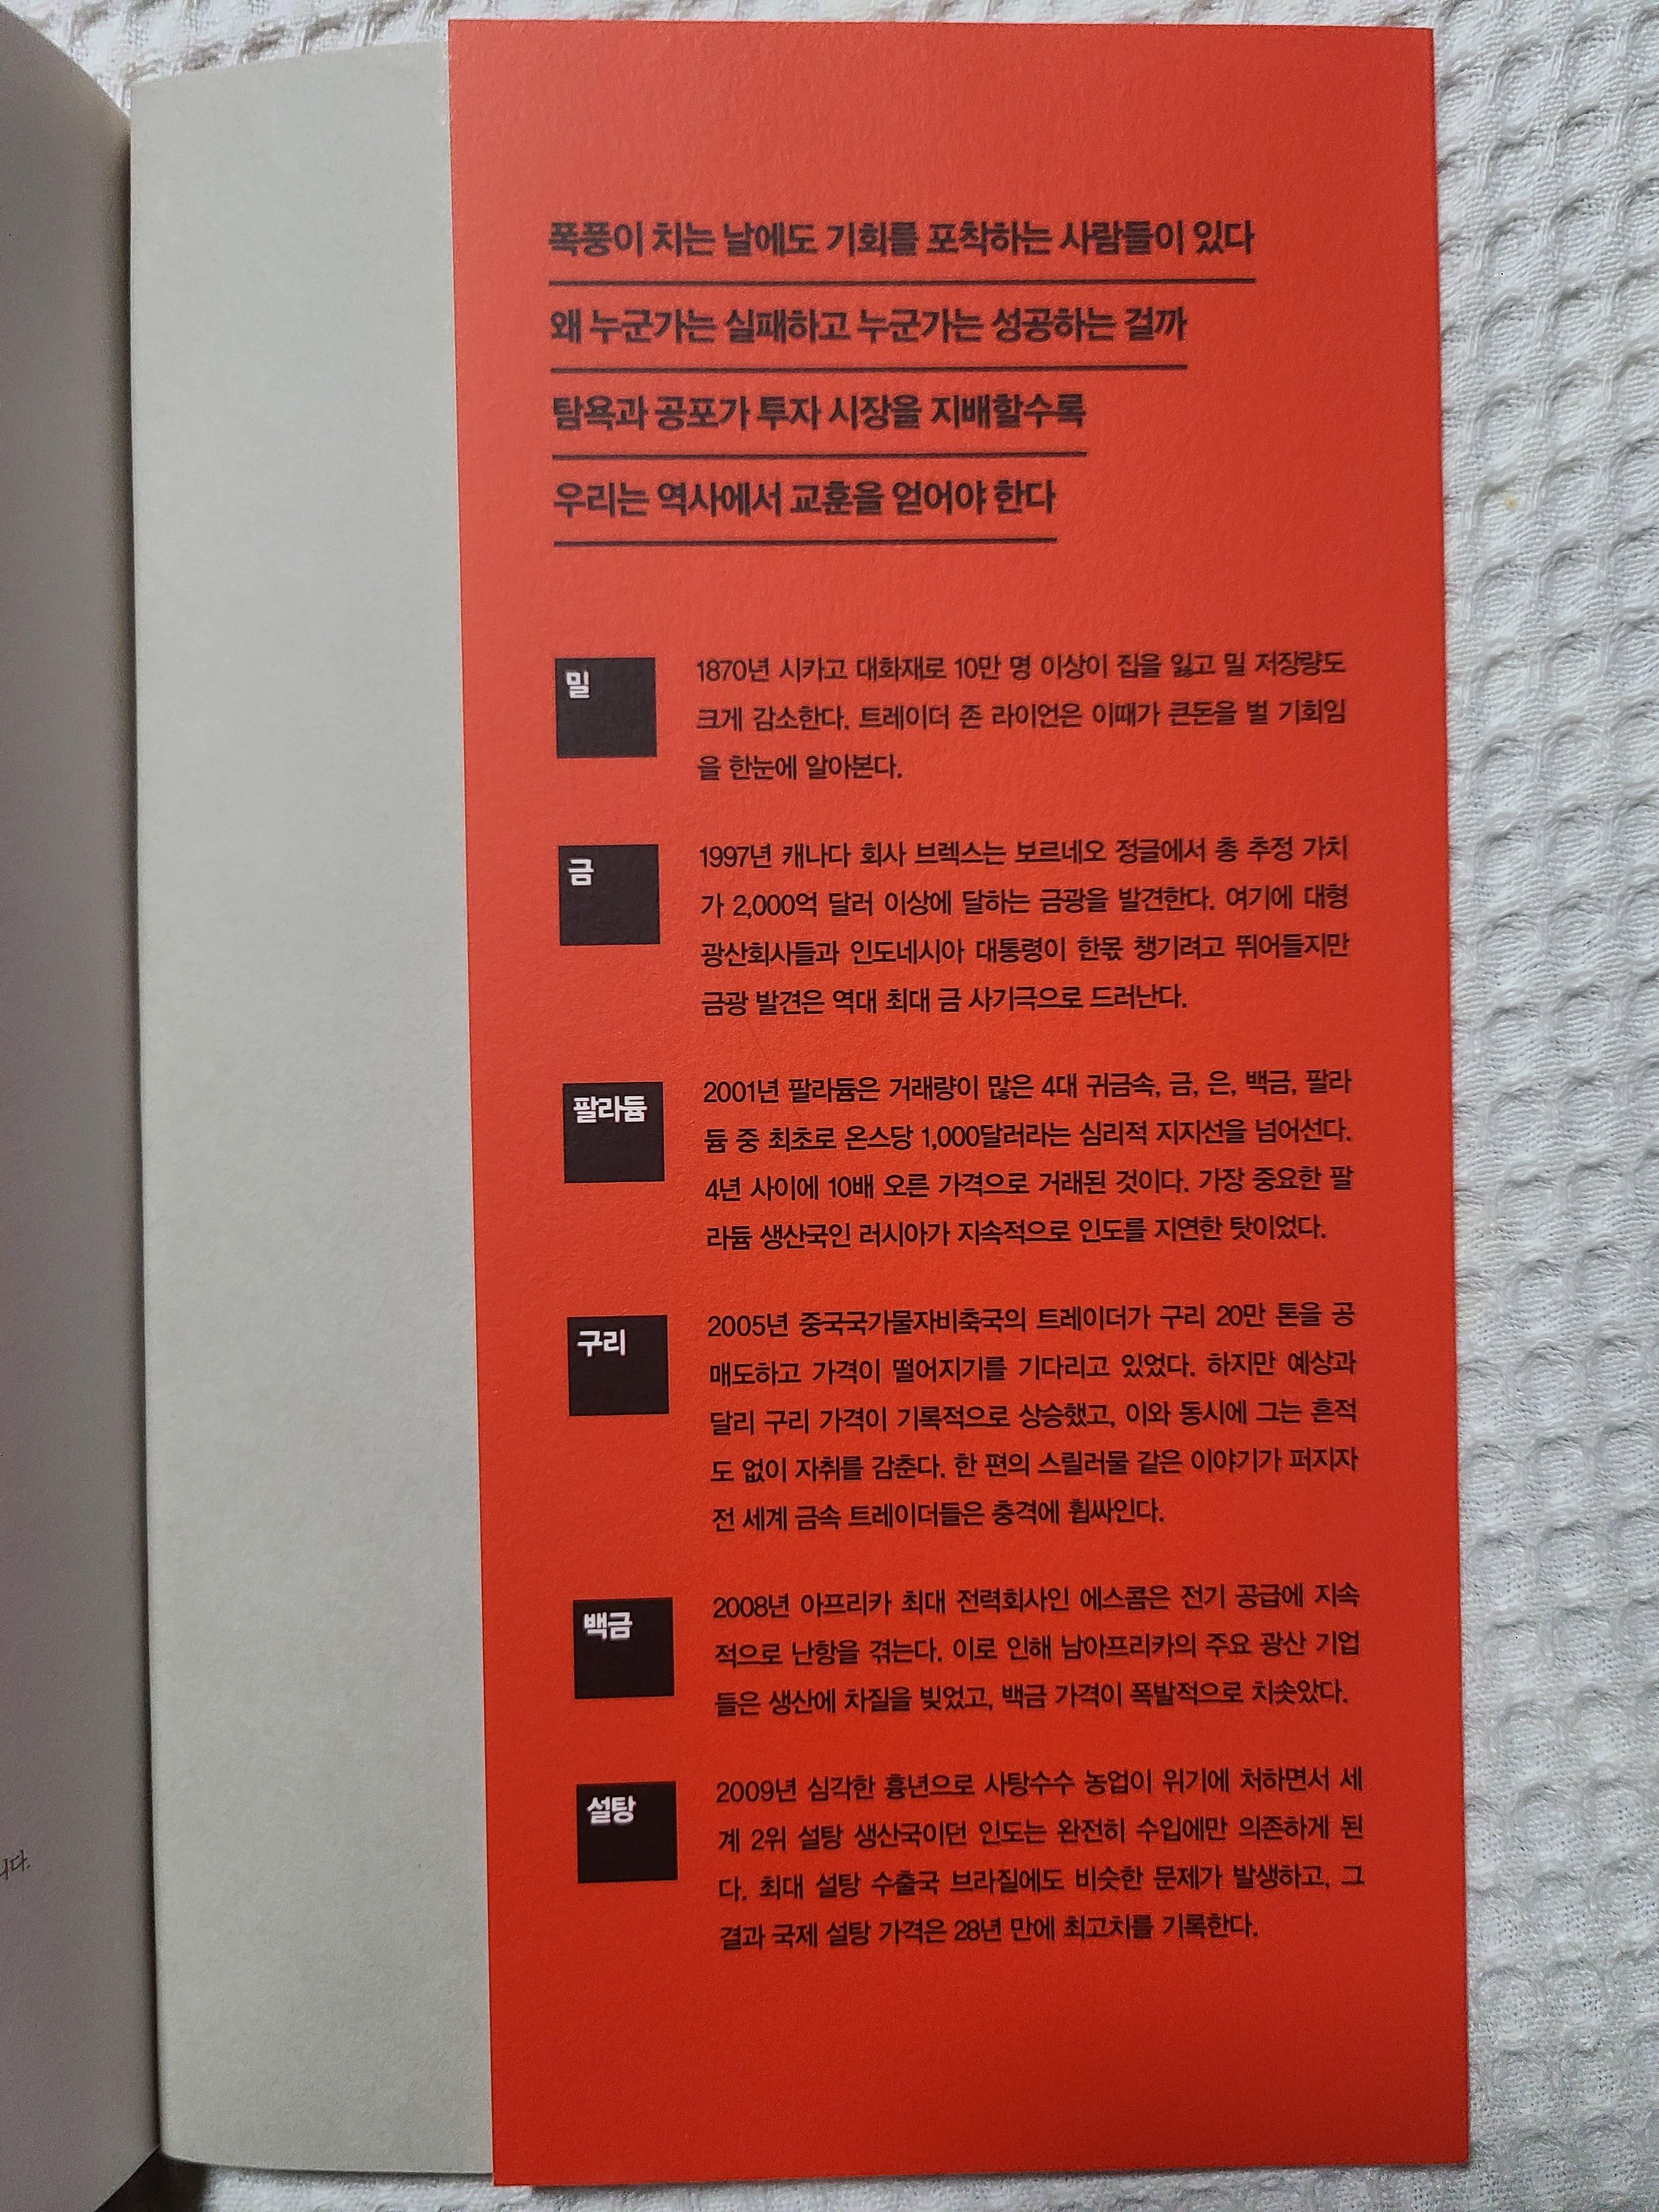 폭풍이 치는 날에도 기회를 포착하는 사람들이 있다
왜 누군가는 실패하고 누군가는 성공하는 걸까
탐욕과 공포가 투자 시장을 지배할수록
우리는 역사에서 교훈을 얻어야 한다
밀
1870년 시카고 대화재로 10만 명 이상이 집을 잃고 밀 저장량도
크게 감소한다. 트레이더 존 라이언은 이때가 큰돈을 벌 기회임
을 한눈에 알아본다.
금
1997년 캐나다 회사 브렉스는 보르네오 정글에서 총 추정 가치
가 2,000억 달러 이상에 달하는 금광을 발견한다. 여기에 대형
광산회사들과 인도네시아 대통령이 한몫 챙기려고 뛰어들지만
금광 발견은 역대 최대 금 사기극으로 드러난다.
팔라듐
2001년 팔라듐은 거래량이 많은 4대 귀금속, 금, 은, 백금, 팔라
듐 중 최초로 온스당 1,000달러라는 심리적 지지선을 넘어선다.
4년 사이에 10배 오른 가격으로 거래된 것이다. 가장 중요한 팔
라듐 생산국인 러시아가 지속적으로 인도를 지연한 탓이었다.
구리
2005년 중국국가물자비축국의 트레이더가 구리 20만 톤을 공
매도하고 가격이 떨어지기를 기다리고 있었다. 하지만 예상과
달리 구리 가격이 기록적으로 상승했고, 이와 동시에 그는 흔적
도 없이 자취를 감춘다. 한 편의 스릴러물 같은 이야기가 퍼지자
전 세계 금속 트레이더들은 충격에 휩싸인다.
백금
2008년 아프리카 최대 전력회사인 에스콤은 전기 공급에 지속
적으로 난항을 겪는다. 이로 인해 남아프리카의 주요 광산 기업
들은 생산에 차질을 빚었고, 백금 가격이 폭발적으로 치솟았다.
설탕
2009년 심각한 흉년으로 사탕수수 농업이 위기에 처하면서 세
계 2위 설탕 생산국이던 인도는 완전히 수입에만 의존하게 된
다. 최대 설탕 수출국 브라질에도 비슷한 문제가 발생하고, 그
결과 국제 설탕 가격은 28년 만에 최고치를 기록한다.